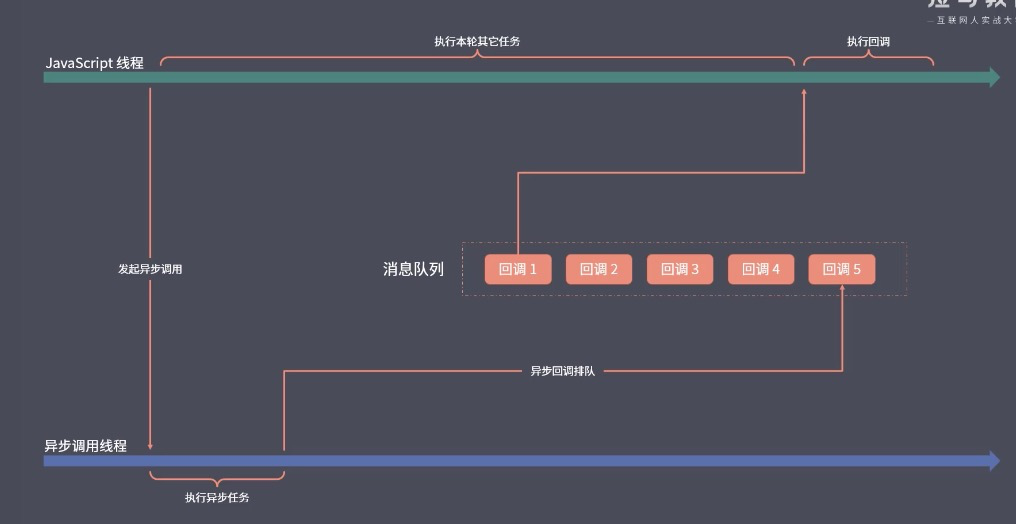 互联网人实战大
执行本轮其它任务
执行回调
JavaScript 线程
发起异步调用
消息队列
回调 1
回调 2
回调 3
回调 4
回调 5
异步回调排队
异步调用线程
执行异步任务